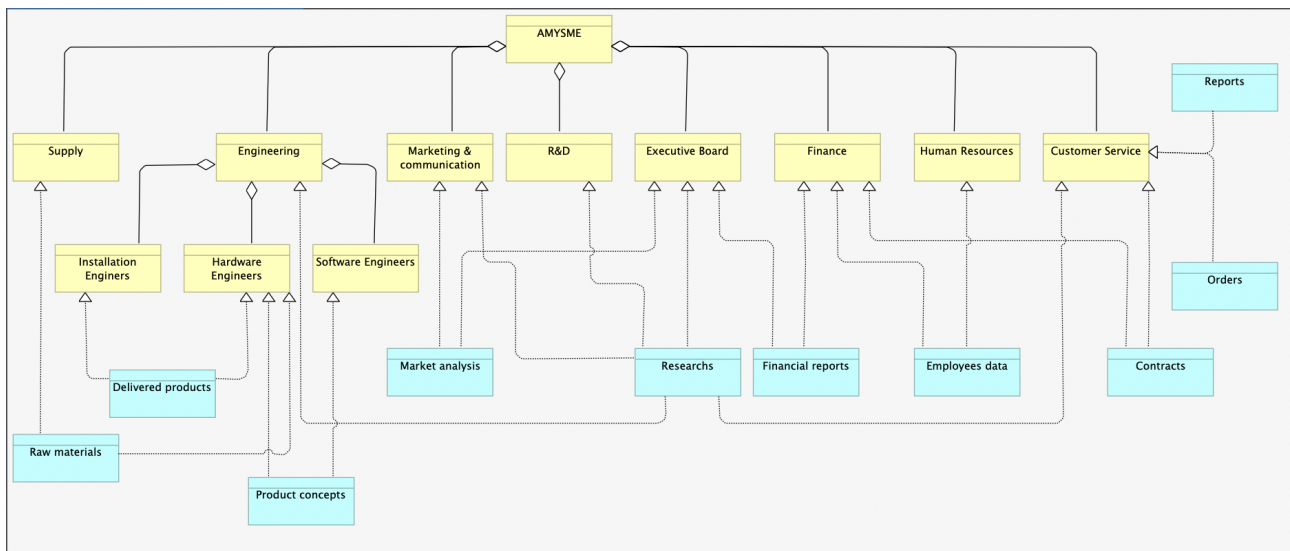 AMYSME
Reports
Supply
Engineering
Marketing &
communication
R&D
Executive Board
Finance
Human Resources
Customer Service
Installation
Enginers
Hardware
Engineers
Software Engineers
Orders
Delivered products
Market analysis
Researchs
Financial reports
Employees data
Contracts
Raw materials
Product concepts